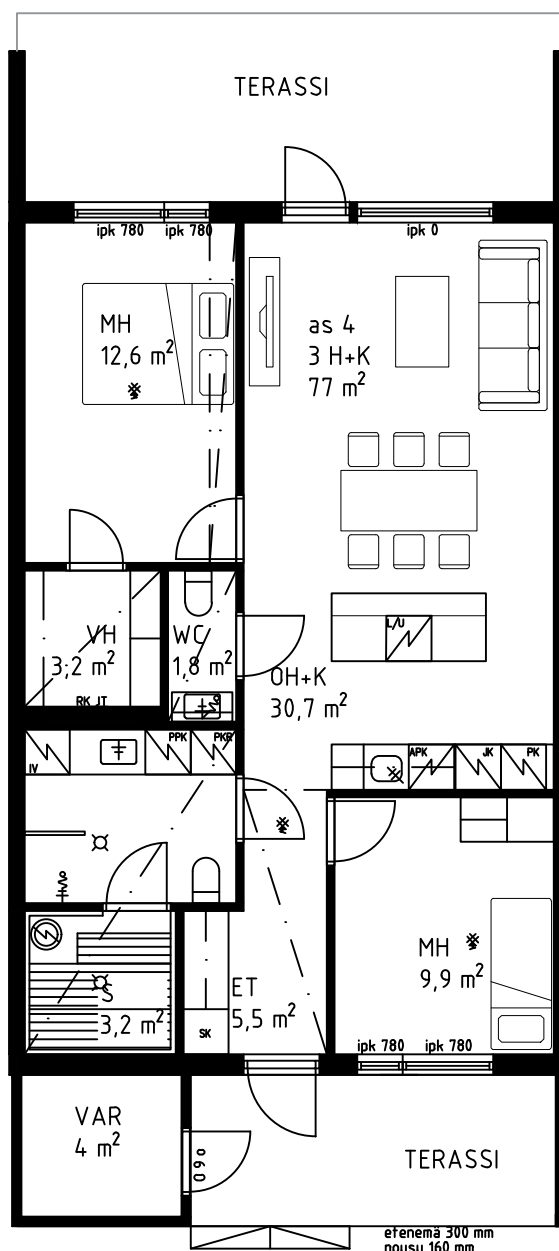 TERASSI
ipk 780
ipk 780
ipk 0
MH
12,6 m²
as 4
3 H+K
77 m²
L/U
VH
3,2 m²
WC
1,8 m²
OH+K
30,7 m²
RK JT
IV
PPK
PKR
APK
JK
PK
MH
9,9 m²
S
3,2 m²
ET
5,5 m²
SK
ipk 780
ipk 780
VAR
4 m²
090
TERASSI
etenemä 300 mm
nousu 160 mm